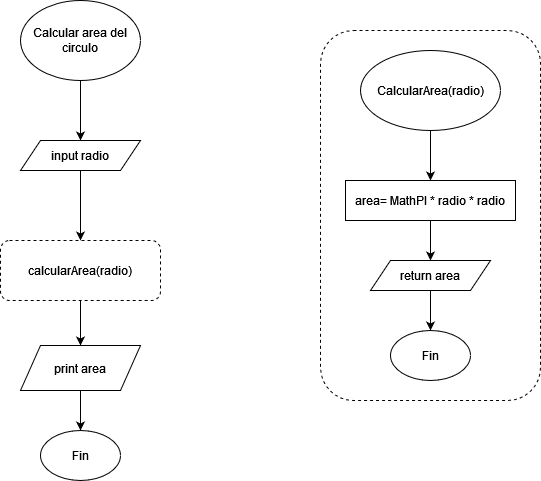 Calcular area del
circulo
input radio
calcularArea(radio)
print area
Fin
CalcularArea(radio)
area= MathPI * radio * radio
return area
Fin